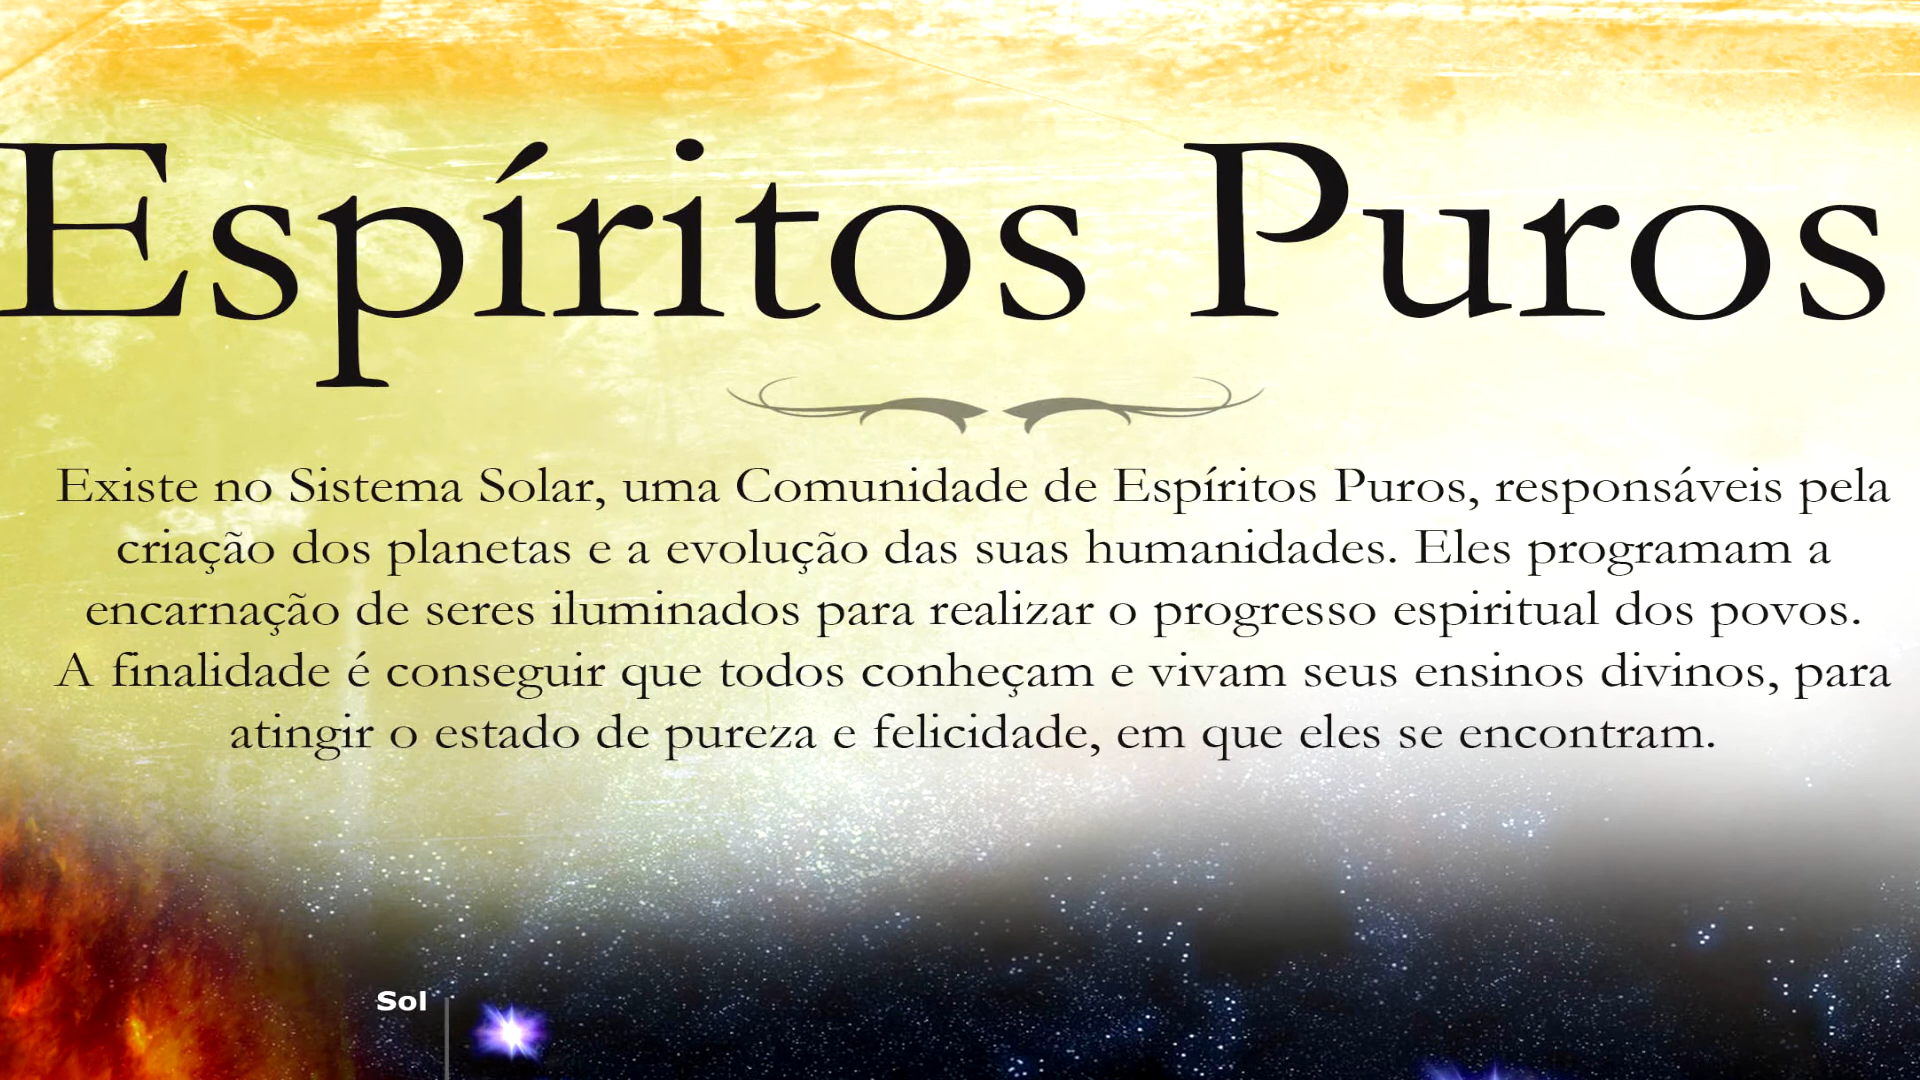 Espíritos Puros
Existe no Sistema Solar, uma Comunidade de Espíritos Puros, responsáveis pela
criação dos planetas e a evolução das suas humanidades. Eles programam a
encarnação de seres iluminados para realizar o progresso espiritual dos povos.
A finalidade é conseguir que todos conheçam e vivam seus ensinos divinos, para
atingir o estado de pureza e felicidade, em que eles se encontram.
Sol